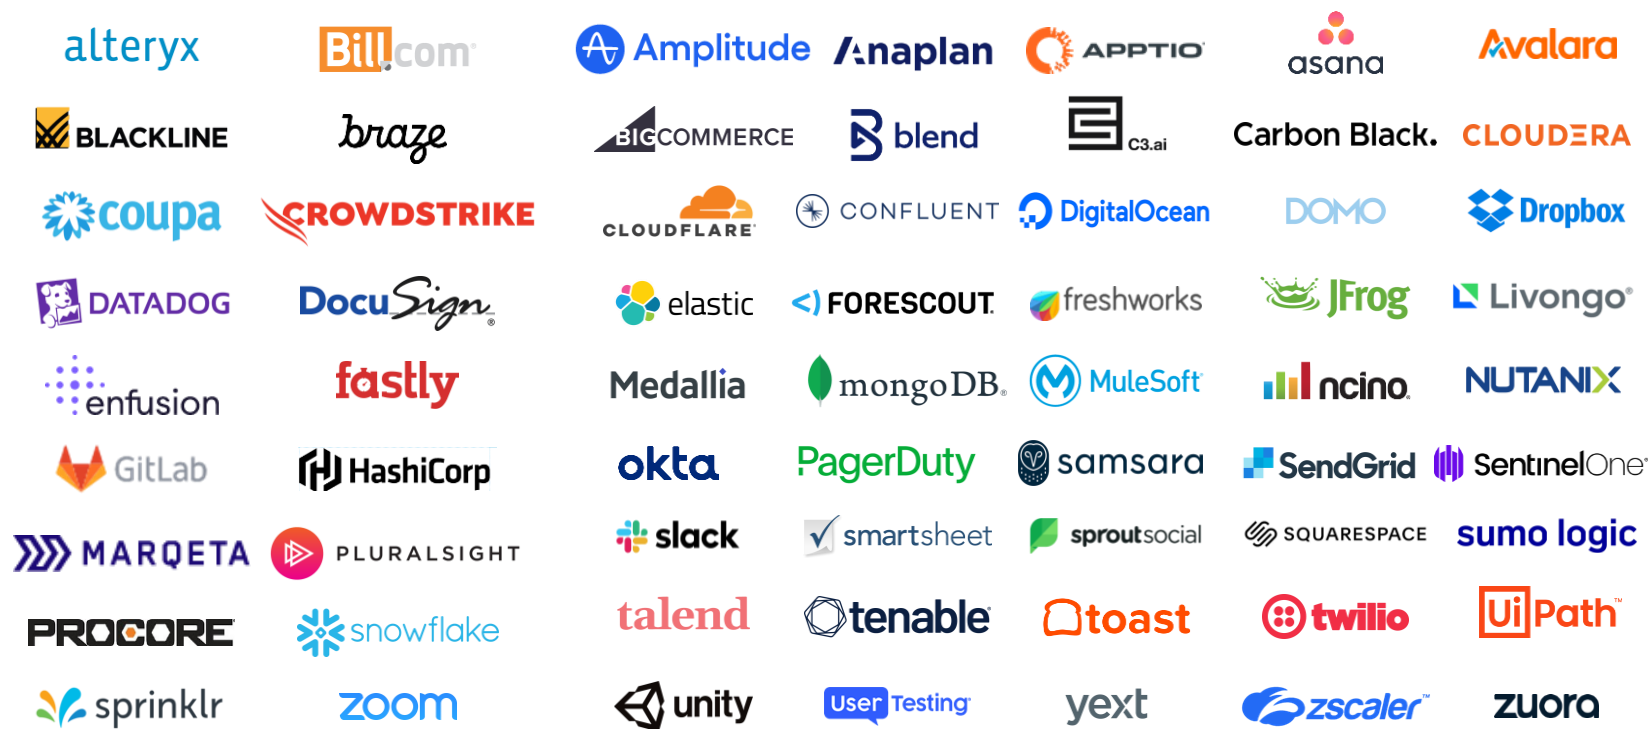 alteryx
Bill.com®
Amplitude
Anaplan
APPTIO®
asana
Avalara
BLACKLINE
braze
BIGCOMMERCE
blend
C3.ai
Carbon Black.
CLOUDERA
coupa
CROWDSTRIKE
CLOUDFLARE®
CONFLUENT
DigitalOcean
DOMO
Dropbox
DATADOG
DocuSign®
elastic
FORESCOUT.
freshworks
JFrog
Livongo®
enfusion
fastly
Medallia
mongoDB®
MuleSoft®
ncino®
NUTANIX
GitLab
HashiCorp
okta
PagerDuty
samsara
SendGrid
SentinelOne®
MARQETA
PLURALSIGHT
slack
smartsheet
sproutsocial
SQUARESPACE
sumo logic
PROCORE®
snowflake
talend
tenable®
toast
twilio
UiPath™
sprinklr
zoom
unity
UserTesting®
yext
zscaler™
zuora